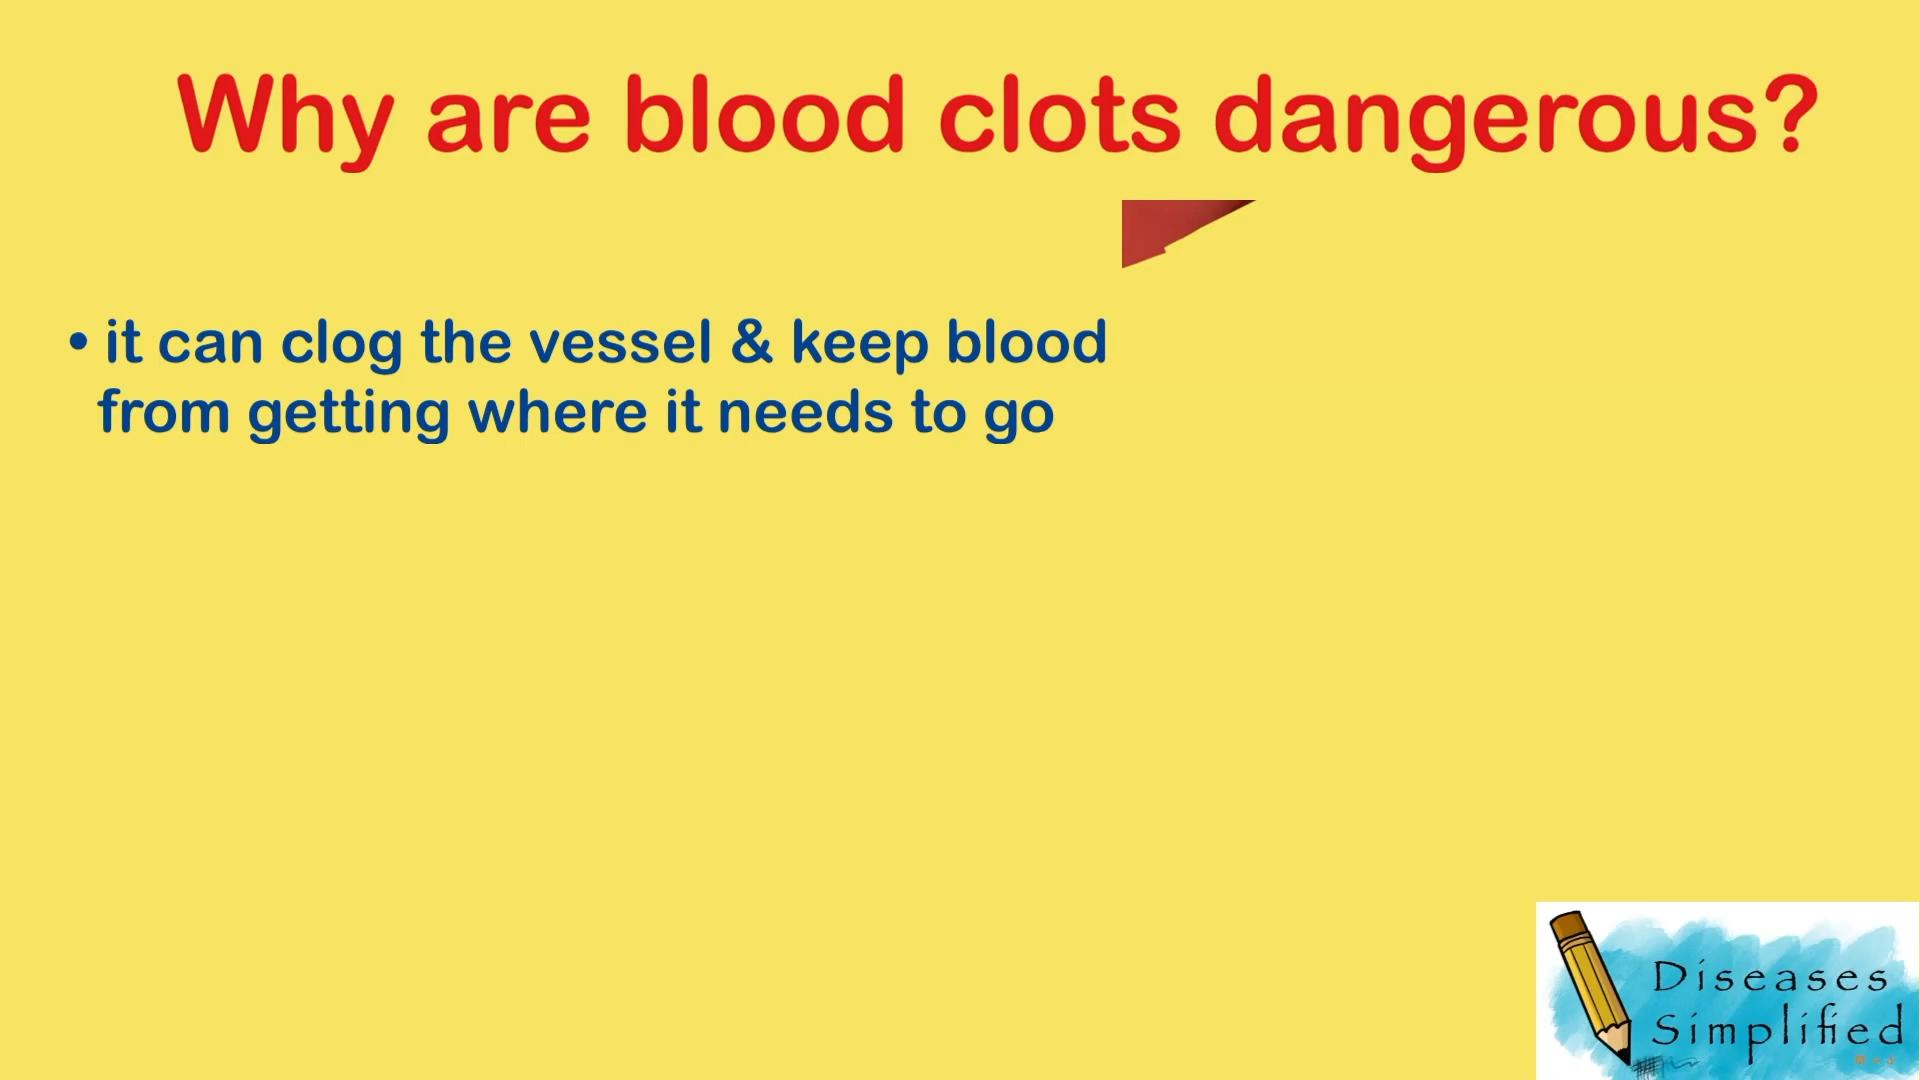 Why are blood clots dangerous?
• it can clog the vessel & keep blood
from getting where it needs to go
Diseases
Simplified